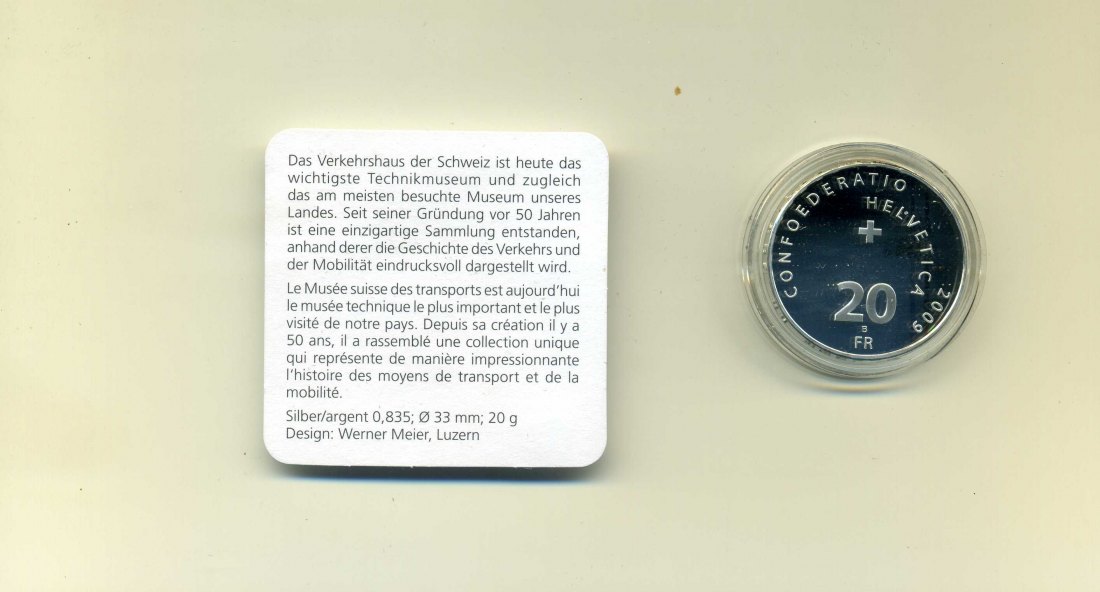 Das Verkehrshaus der Schweiz ist heute das
wichtigste Technikmuseum und zugleich
das am meisten besuchte Museum unseres
Landes. Seit seiner Gründung vor 50 Jahren
ist eine einzigartige Sammlung entstanden,
anhand derer die Geschichte des Verkehrs und
der Mobilität eindrucksvoll dargestellt wird.
Le Musée suisse des transports est aujourd'hui
le musée technique le plus important et le plus
visité de notre pays. Depuis sa création il y a
50 ans, il a rassemblé une collection unique
qui représente de manière impressionnante
l'histoire des moyens de transport et de la
mobilité.
Silber/argent 0,835; Ø 33 mm; 20 g
Design: Werner Meier, Luzern
CONFOEDERATIO
HELVETICA 2009
20
B
FR